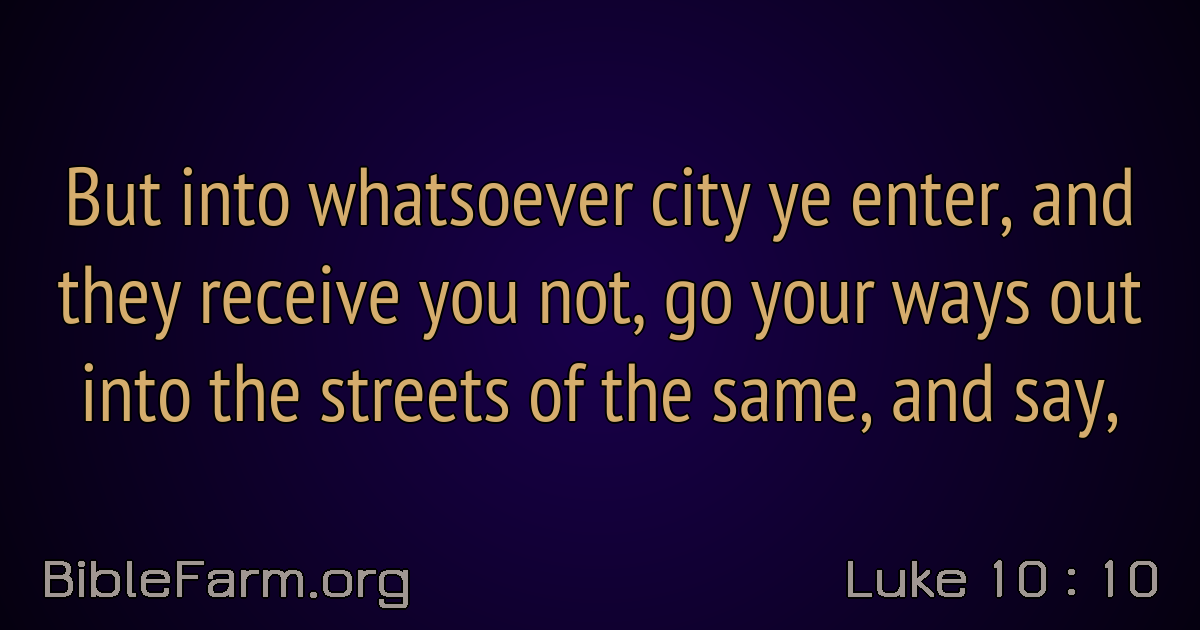 But into whatsoever city ye enter, and
they receive you not, go your ways out
into the streets of the same, and say,
BibleFarm.org
Luke 10 : 10